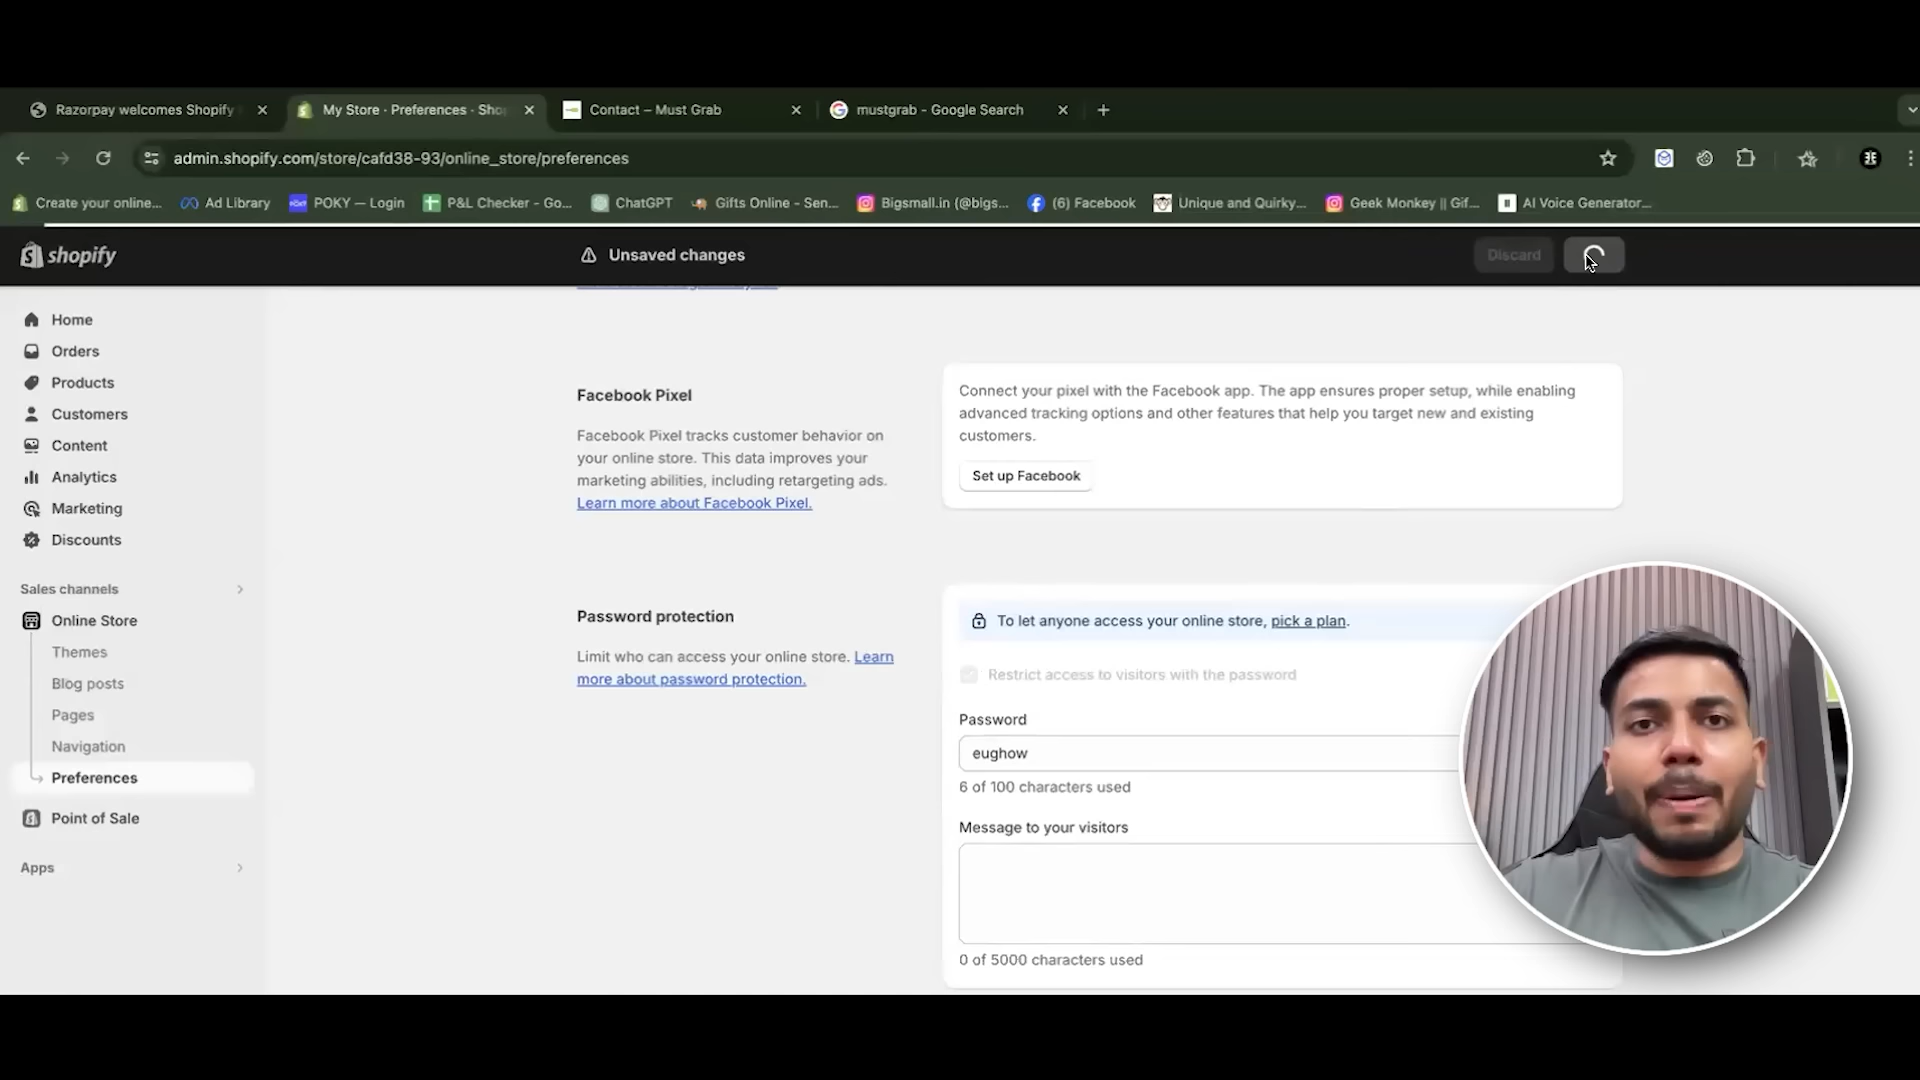 Razorpay welcomes Shopify
My Store · Preferences · Sho
Contact – Must Grab
mustgrab - Google Search
admin.shopify.com/store/cafd38-93/online_store/preferences
Create your online...
Ad Library
POKY — Login
P&L Checker - Go...
ChatGPT
Gifts Online - Sen...
Bigsmall.in (@bigs...
(6) Facebook
Unique and Quirky...
Geek Monkey || Gif...
AI Voice Generator...
shopify
Unsaved changes
Discard
Home
Orders
Products
Customers
Content
Analytics
Marketing
Discounts
Sales channels
Online Store
Themes
Blog posts
Pages
Navigation
Preferences
Point of Sale
Apps
Facebook Pixel
Facebook Pixel tracks customer behavior on
your online store. This data improves your
marketing abilities, including retargeting ads.
Learn more about Facebook Pixel.
Connect your pixel with the Facebook app. The app ensures proper setup, while enabling
advanced tracking options and other features that help you target new and existing
customers.
Set up Facebook
Password protection
Limit who can access your online store. Learn
more about password protection.
To let anyone access your online store, pick a plan.
Restrict access to visitors with the password
Password
eughow
6 of 100 characters used
Message to your visitors
0 of 5000 characters used